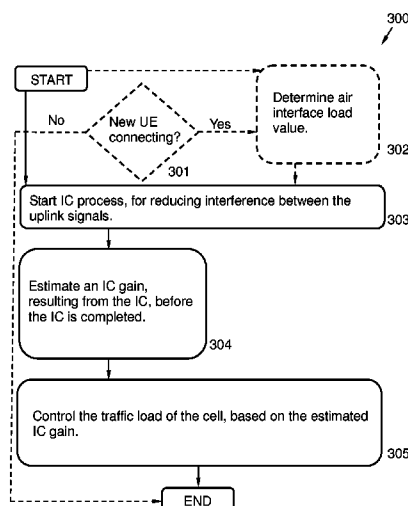 300
START
No
New UE
connecting?
Yes
301
Determine air
interface load
value.
302
Start IC process, for reducing interference between the
uplink signals.
303
Estimate an IC gain,
resulting from the IC, before
the IC is completed.
304
Control the traffic load of the cell, based on the estimated
IC gain.
305
END